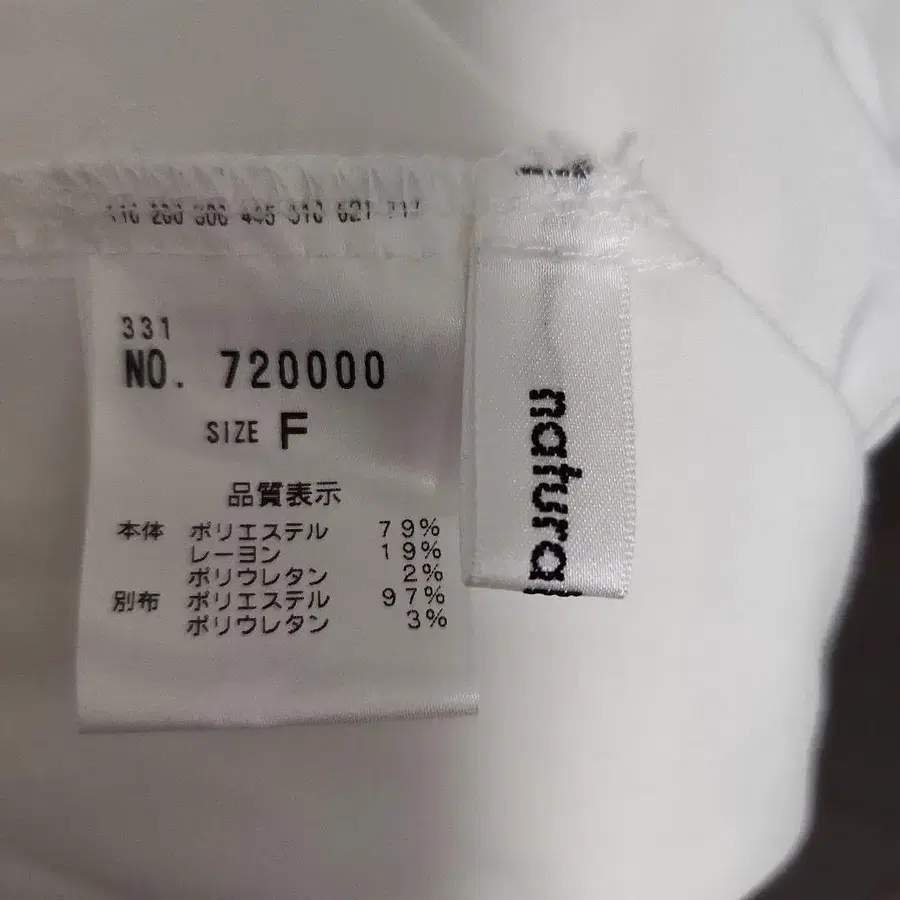 331
NO. 720000
SIZE F
品質表示
本体 ポリエステル 79%
レーヨン 19%
ポリウレタン 2%
別布 ポリエステル 97%
ポリウレタン 3%